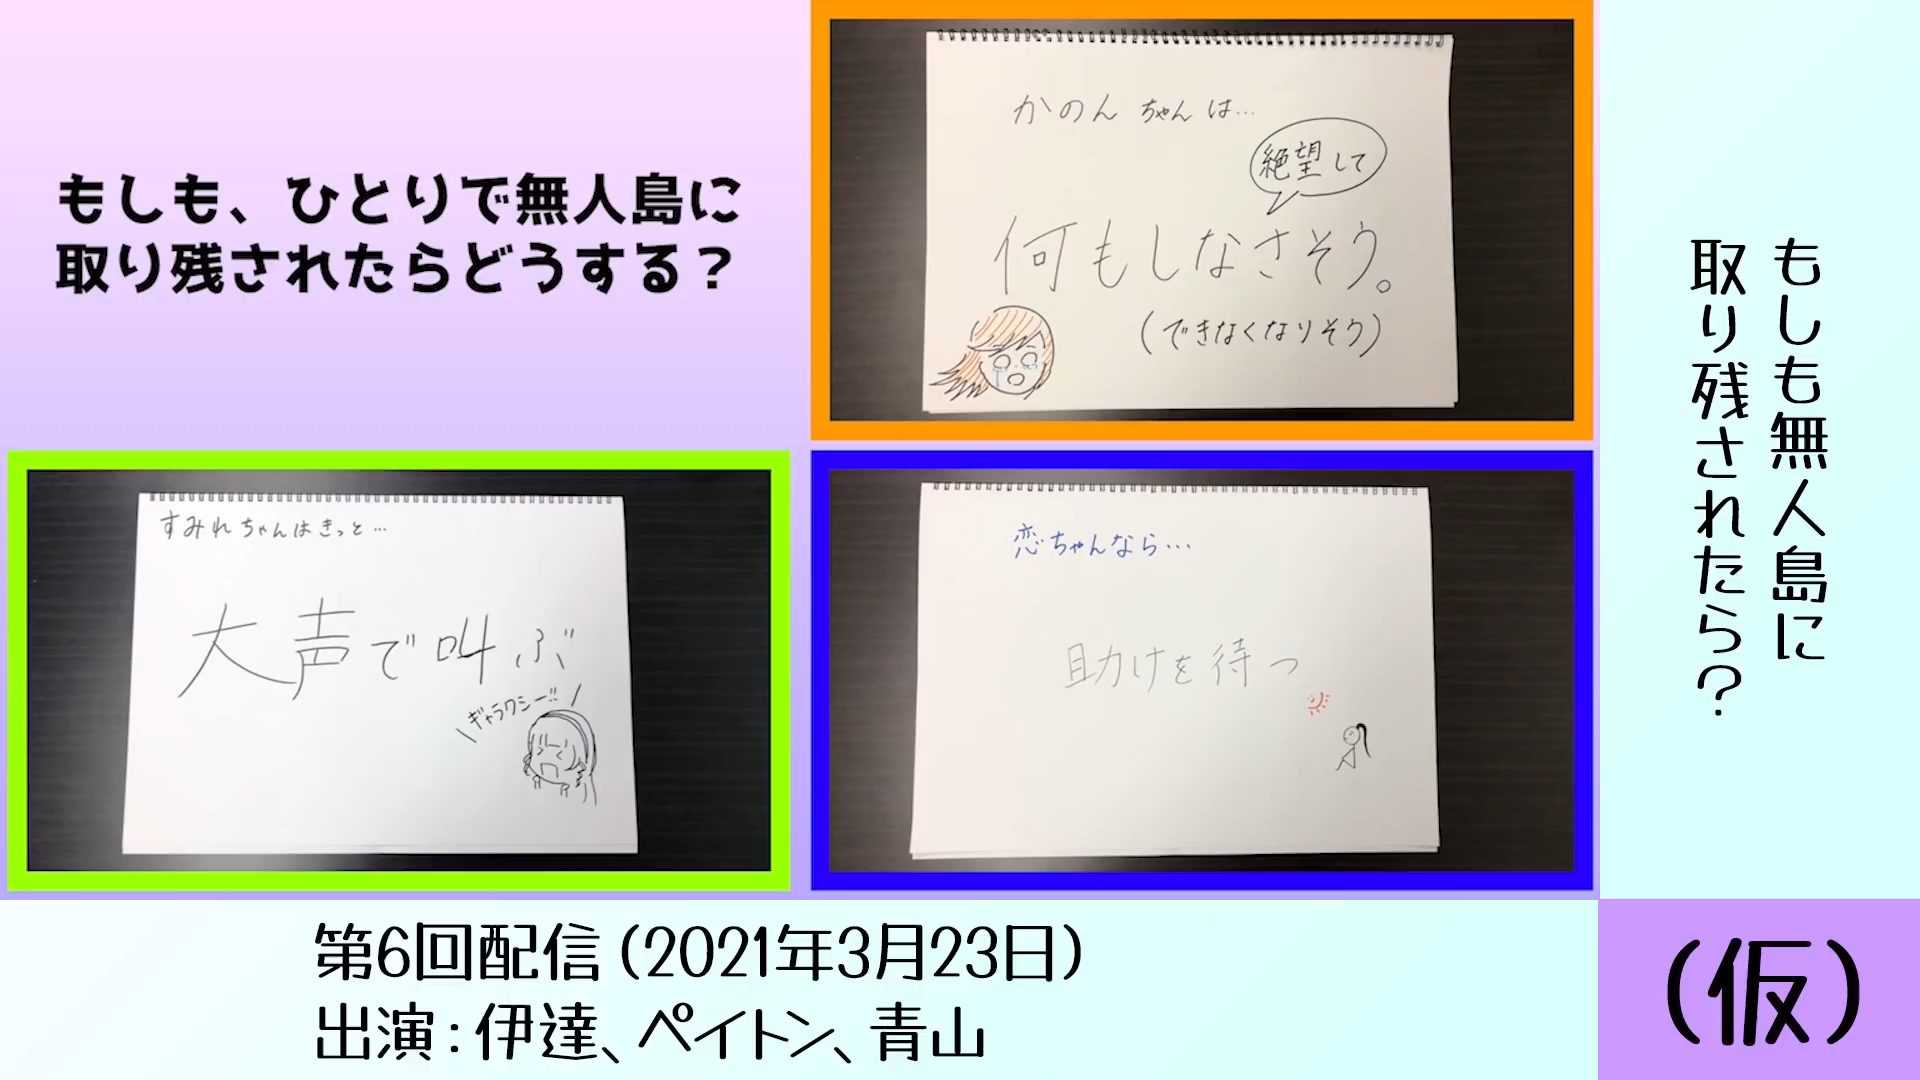 もしも、ひとりで無人島に
取り残されたらどうする？
かのんちゃんは…
絶望して
何もしなさそう。
(できなくなりそう)
すみれちゃんはきっと…
大声で叫ぶ
ギャラクシー!!
恋ちゃんなら…
助けを待つ
もしも無人島に
取り残されたら？
第6回配信（2021年3月23日）
出演：伊達、ペイトン、青山
（仮）